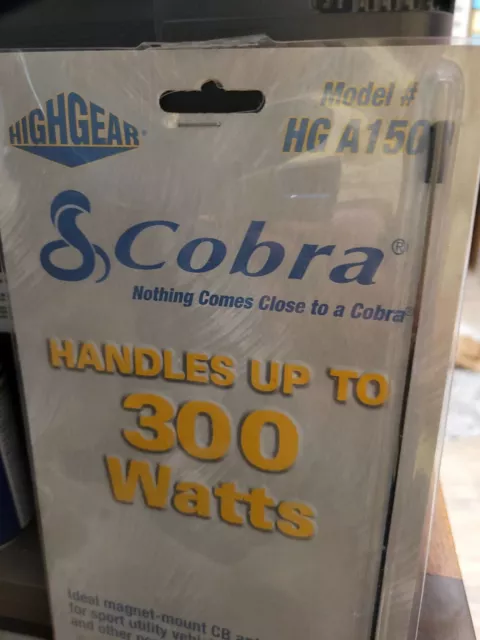 HIGHGEAR®
Model #
HG A150
Cobra®
Nothing Comes Close to a Cobra®
HANDLES UP TO
300
Watts
Ideal magnet-mount CB
for sport utility
and other